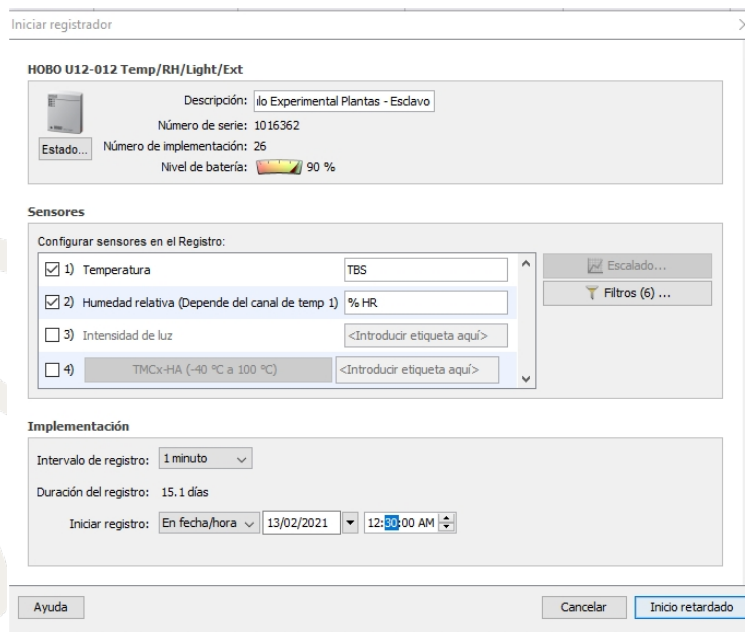 Iniciar registrador
HOBO U12-012 Temp/RH/Light/Ext
Descripción: ulo Experimental Plantas - Esclavo
Número de serie: 1016362
Estado... Número de implementación: 26
Nivel de batería: 90 %
Sensores
Configurar sensores en el Registro:
1) Temperatura TBS
Escalado...
2) Humedad relativa (Depende del canal de temp 1) % HR
Filtros (6) ...
3) Intensidad de luz <Introducir etiqueta aquí>
4) TMCx-HA (-40 ºC a 100 ºC) <Introducir etiqueta aquí>
Implementación
Intervalo de registro: 1 minuto
Duración del registro: 15.1 días
Iniciar registro: En fecha/hora 13/02/2021 12:30:00 AM
Ayuda Cancelar Inicio retardado